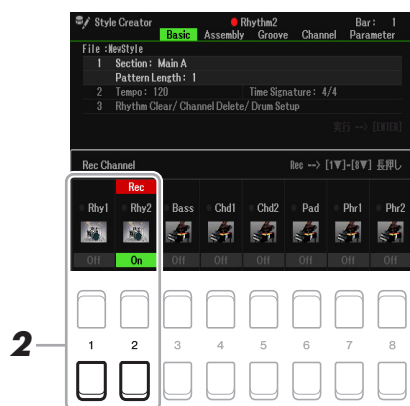 Style Creator Rhythm2 Bar: 1
Basic Assembly Groove Channel Parameter
File :NewStyle
1 Section: Main A
Pattern Length: 1
2 Tempo: 120 Time Signature: 4/4
3 Rhythm Clear/ Channel Delete/ Drum Setup
実行 --> [ENTER]
Rec Channel Rec --> [1▼]-[8▼] 長押し
Rec
Rhy1 Rhy2 Bass Chd1 Chd2 Pad Phr1 Phr2
Off On Off Off Off Off Off Off
2
1 2 3 4 5 6 7 8